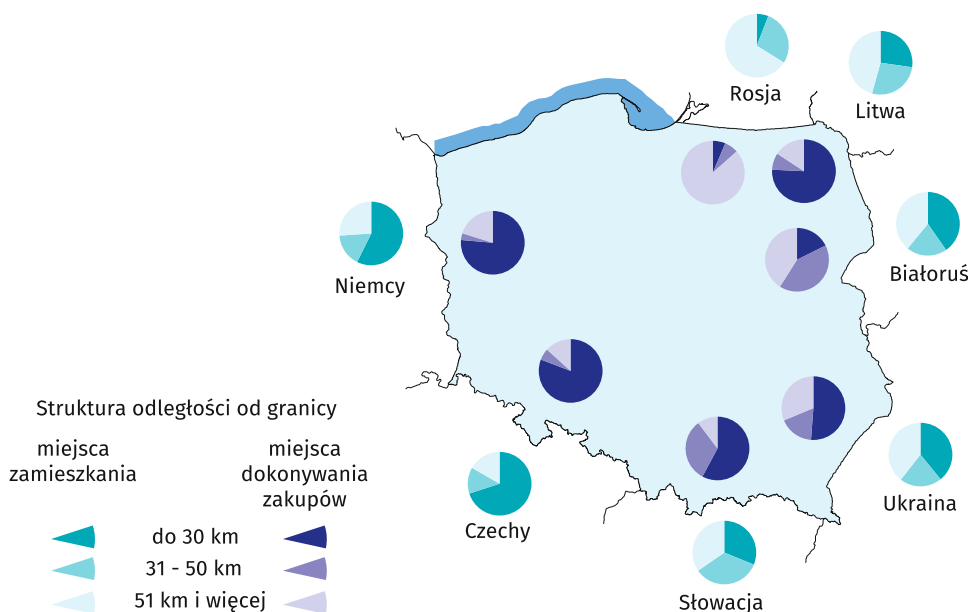 Rosja
Litwa
Białoruś
Niemcy
Ukraina
Czechy
Słowacja
Struktura odległości od granicy
miejsca
zamieszkania
miejsca
dokonywania
zakupów
do 30 km
31 - 50 km
51 km i więcej